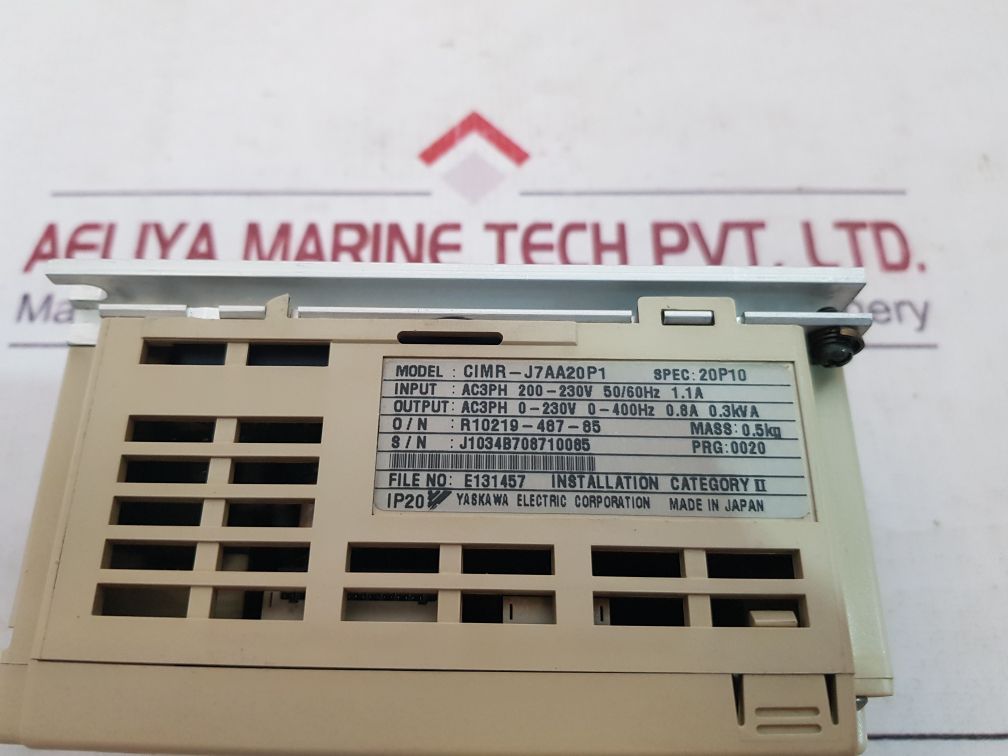 AELIYA MARINE TECH PVT. LTD.
MODEL : CIMR-J7AA20P1 SPEC: 20P10
INPUT : AC3PH 200-230V 50/60Hz 1.1A
OUTPUT: AC3PH 0-230V 0-400Hz 0.8A 0.3kVA
O/N : R10219-467-65 MASS: 0.5kg
S/N : J1034B708710065 PRG: 0020
FILE NO: E131457 INSTALLATION CATEGORY II
IP20 YASKAWA ELECTRIC CORPORATION MADE IN JAPAN